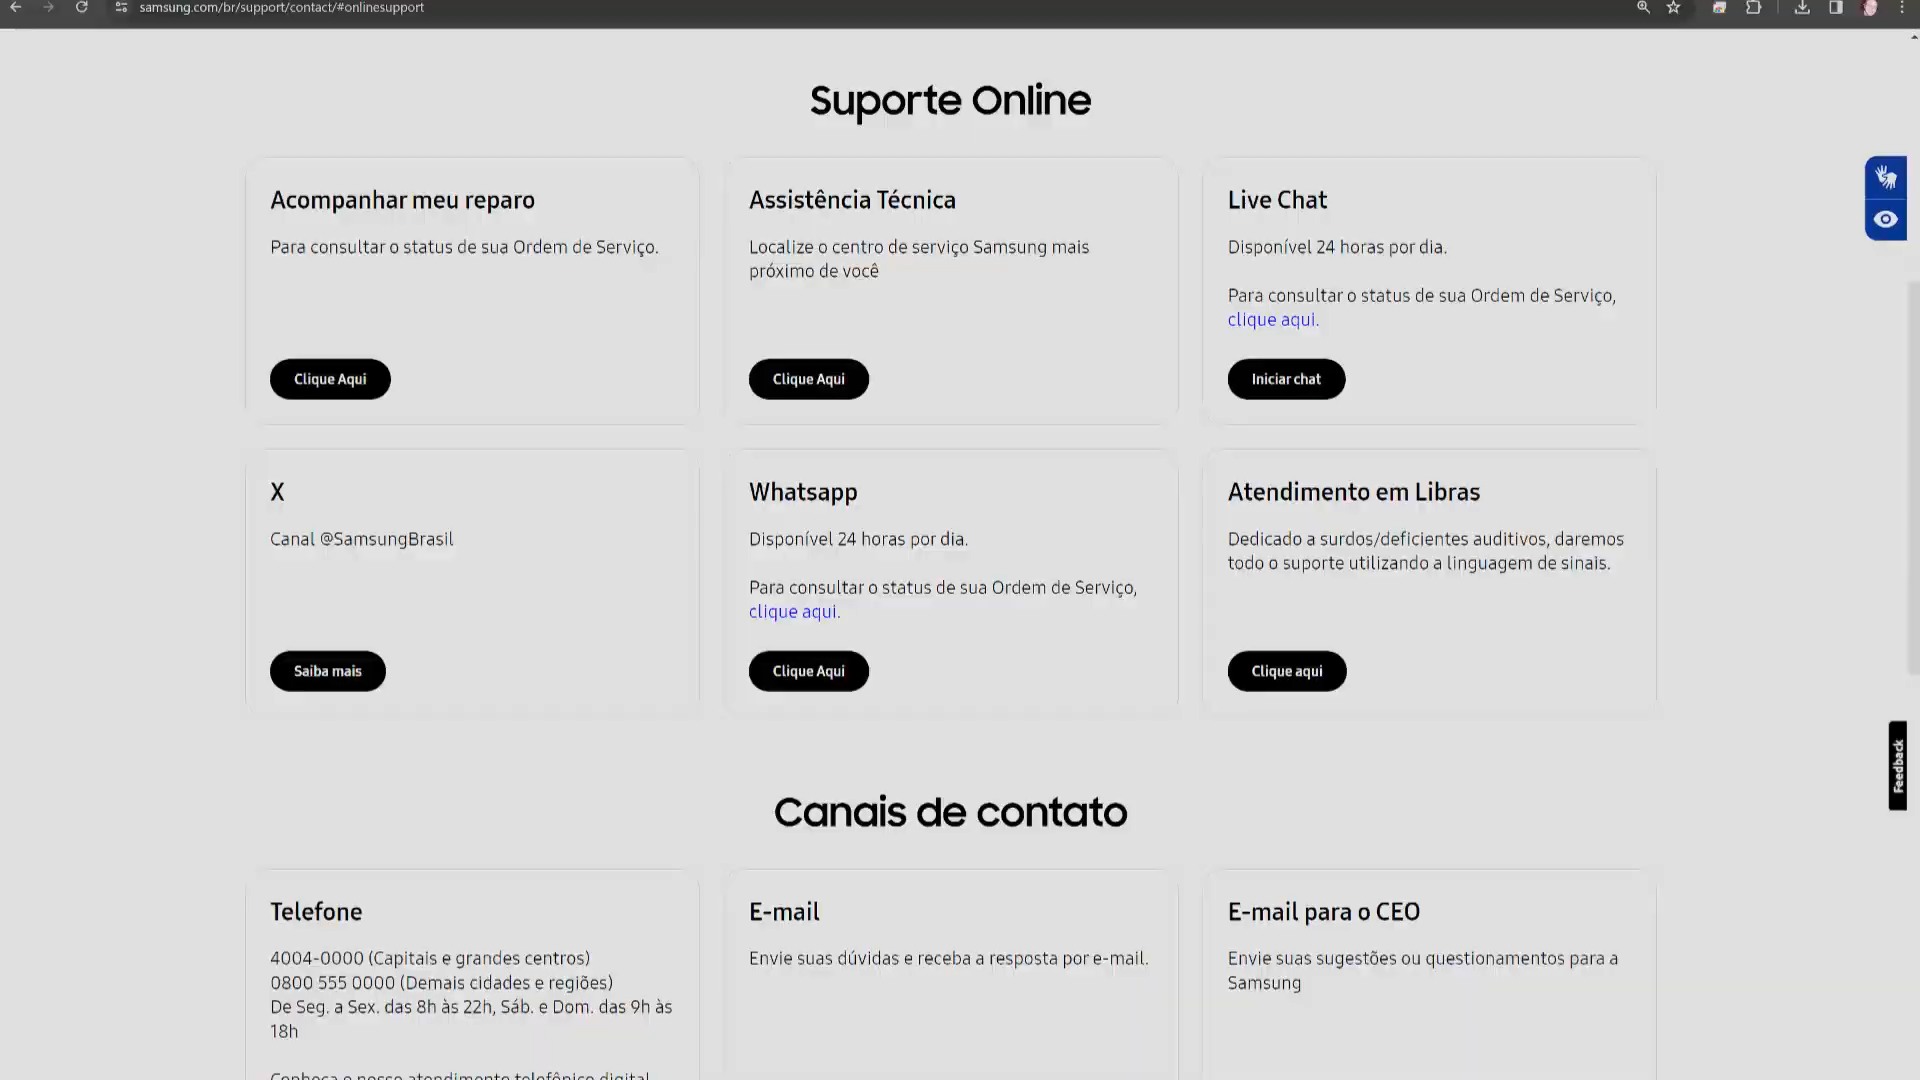 samsung.com/br/support/contact/#onlinesupport
Suporte Online
Acompanhar meu reparo
Para consultar o status de sua Ordem de Serviço.
Clique Aqui
Assistência Técnica
Localize o centro de serviço Samsung mais
próximo de você
Clique Aqui
Live Chat
Disponível 24 horas por dia.
Para consultar o status de sua Ordem de Serviço,
clique aqui.
Iniciar chat
X
Canal @SamsungBrasil
Saiba mais
Whatsapp
Disponível 24 horas por dia.
Para consultar o status de sua Ordem de Serviço,
clique aqui.
Clique Aqui
Atendimento em Libras
Dedicado a surdos/deficientes auditivos, daremos
todo o suporte utilizando a linguagem de sinais.
Clique aqui
Feedback
Canais de contato
Telefone
4004-0000 (Capitais e grandes centros)
0800 555 0000 (Demais cidades e regiões)
De Seg. a Sex. das 8h às 22h, Sáb. e Dom. das 9h às
18h
Conheça o nosso atendimento telefônico digital
E-mail
Envie suas dúvidas e receba a resposta por e-mail.
E-mail para o CEO
Envie suas sugestões ou questionamentos para a
Samsung